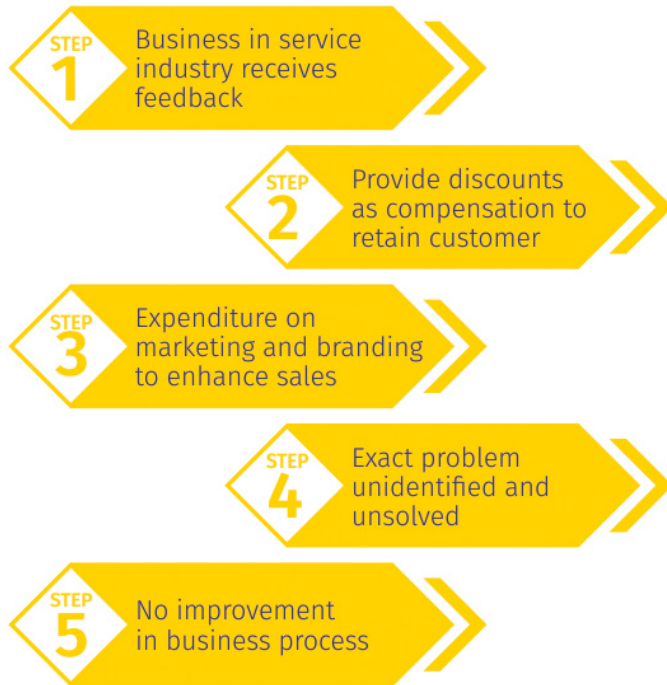 STEP
1
Business in service
industry receives
feedback
STEP
2
Provide discounts
as compensation to
retain customer
STEP
3
Expenditure on
marketing and branding
to enhance sales
STEP
4
Exact problem
unidentified and
unsolved
STEP
5
No improvement
in business process